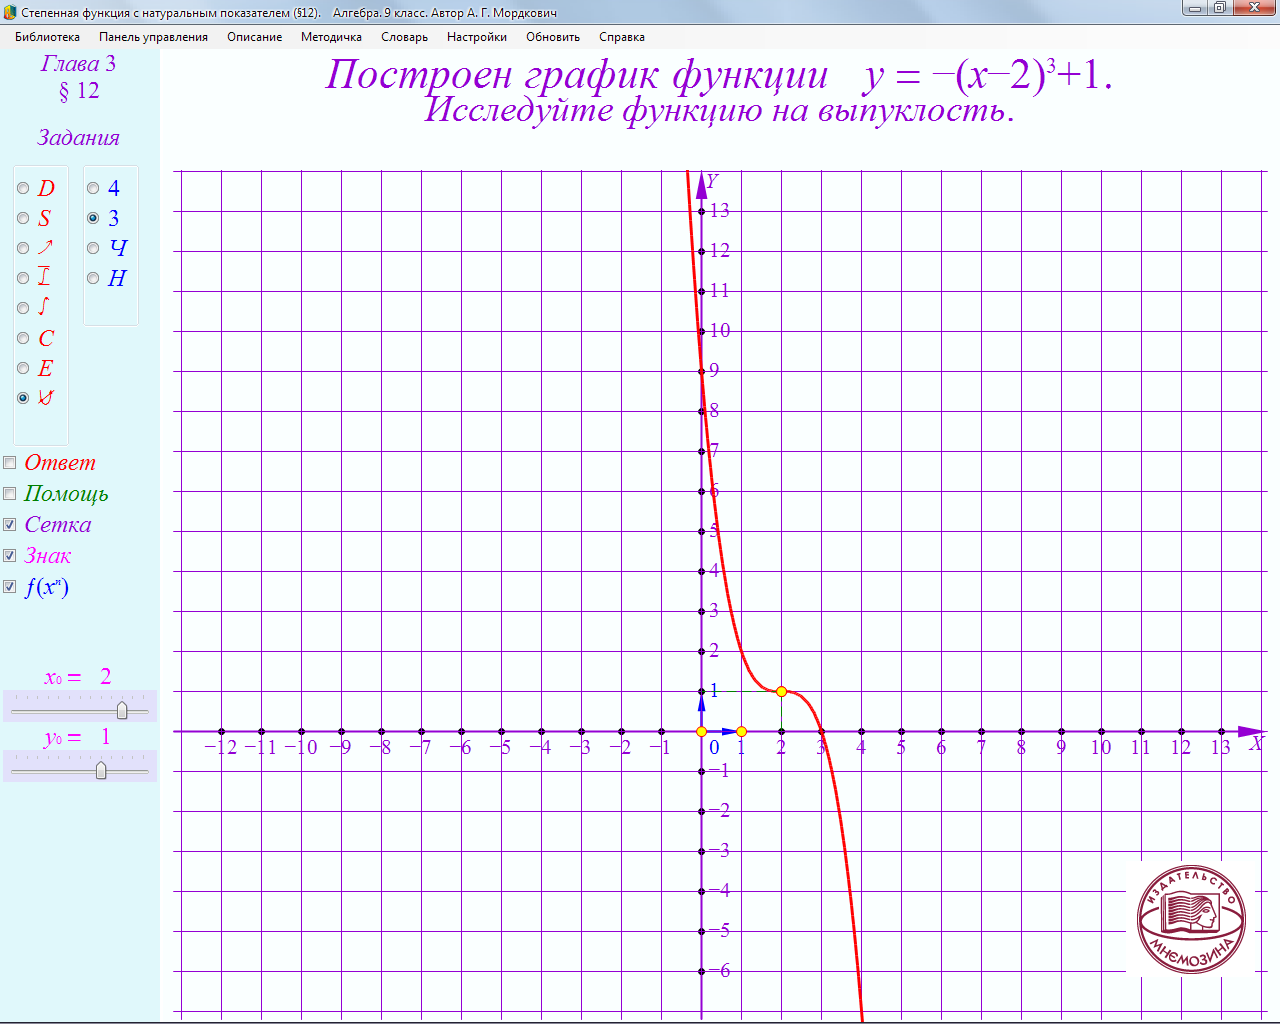 Степенная функция с натуральным показателем (§12). Алгебра. 9 класс. Автор А. Г. Мордкович
Библиотека Панель управления Описание Методичка Словарь Настройки Обновить Справка
Глава 3
§ 12
Задания
D
S
C
E
4
3
Ч
Н
Ответ
Помощь
Сетка
Знак
f(xⁿ)
x₀ = 2
y₀ = 1
Построен график функции y = −(x−2)³+1.
Исследуйте функцию на выпуклость.
Y
13
12
11
10
9
8
7
6
5
4
3
2
1
−12 −11 −10 −9 −8 −7 −6 −5 −4 −3 −2 −1 0 1 2 3 4 5 6 7 8 9 10 11 12 13 X
−1
−2
−3
−4
−5
−6
ИЗДАТЕЛЬСТВО
МНЕМОЗИНА